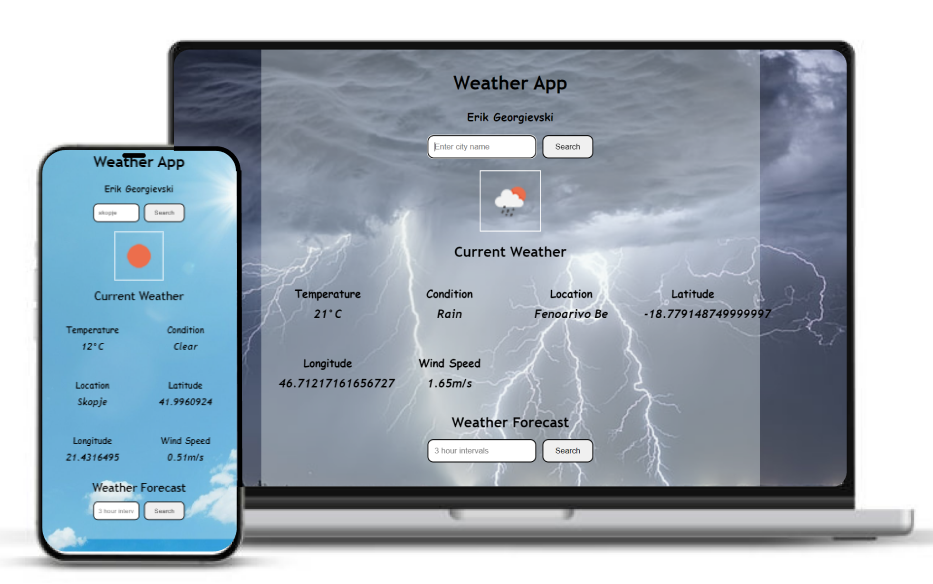 Weather App
Erik Georgievski
Enter city name Search
Current Weather
Temperature Condition Location Latitude
21°C Rain Fenoarivo Be -18.779148749999997
Longitude Wind Speed
46.71217161656727 1.65m/s
Weather Forecast
3 hour intervals Search
Weather App
Erik Georgievski
skopje Search
Current Weather
Temperature Condition
12°C Clear
Location Latitude
Skopje 41.9960924
Longitude Wind Speed
21.4316495 0.51m/s
Weather Forecast
3 hour interv Search